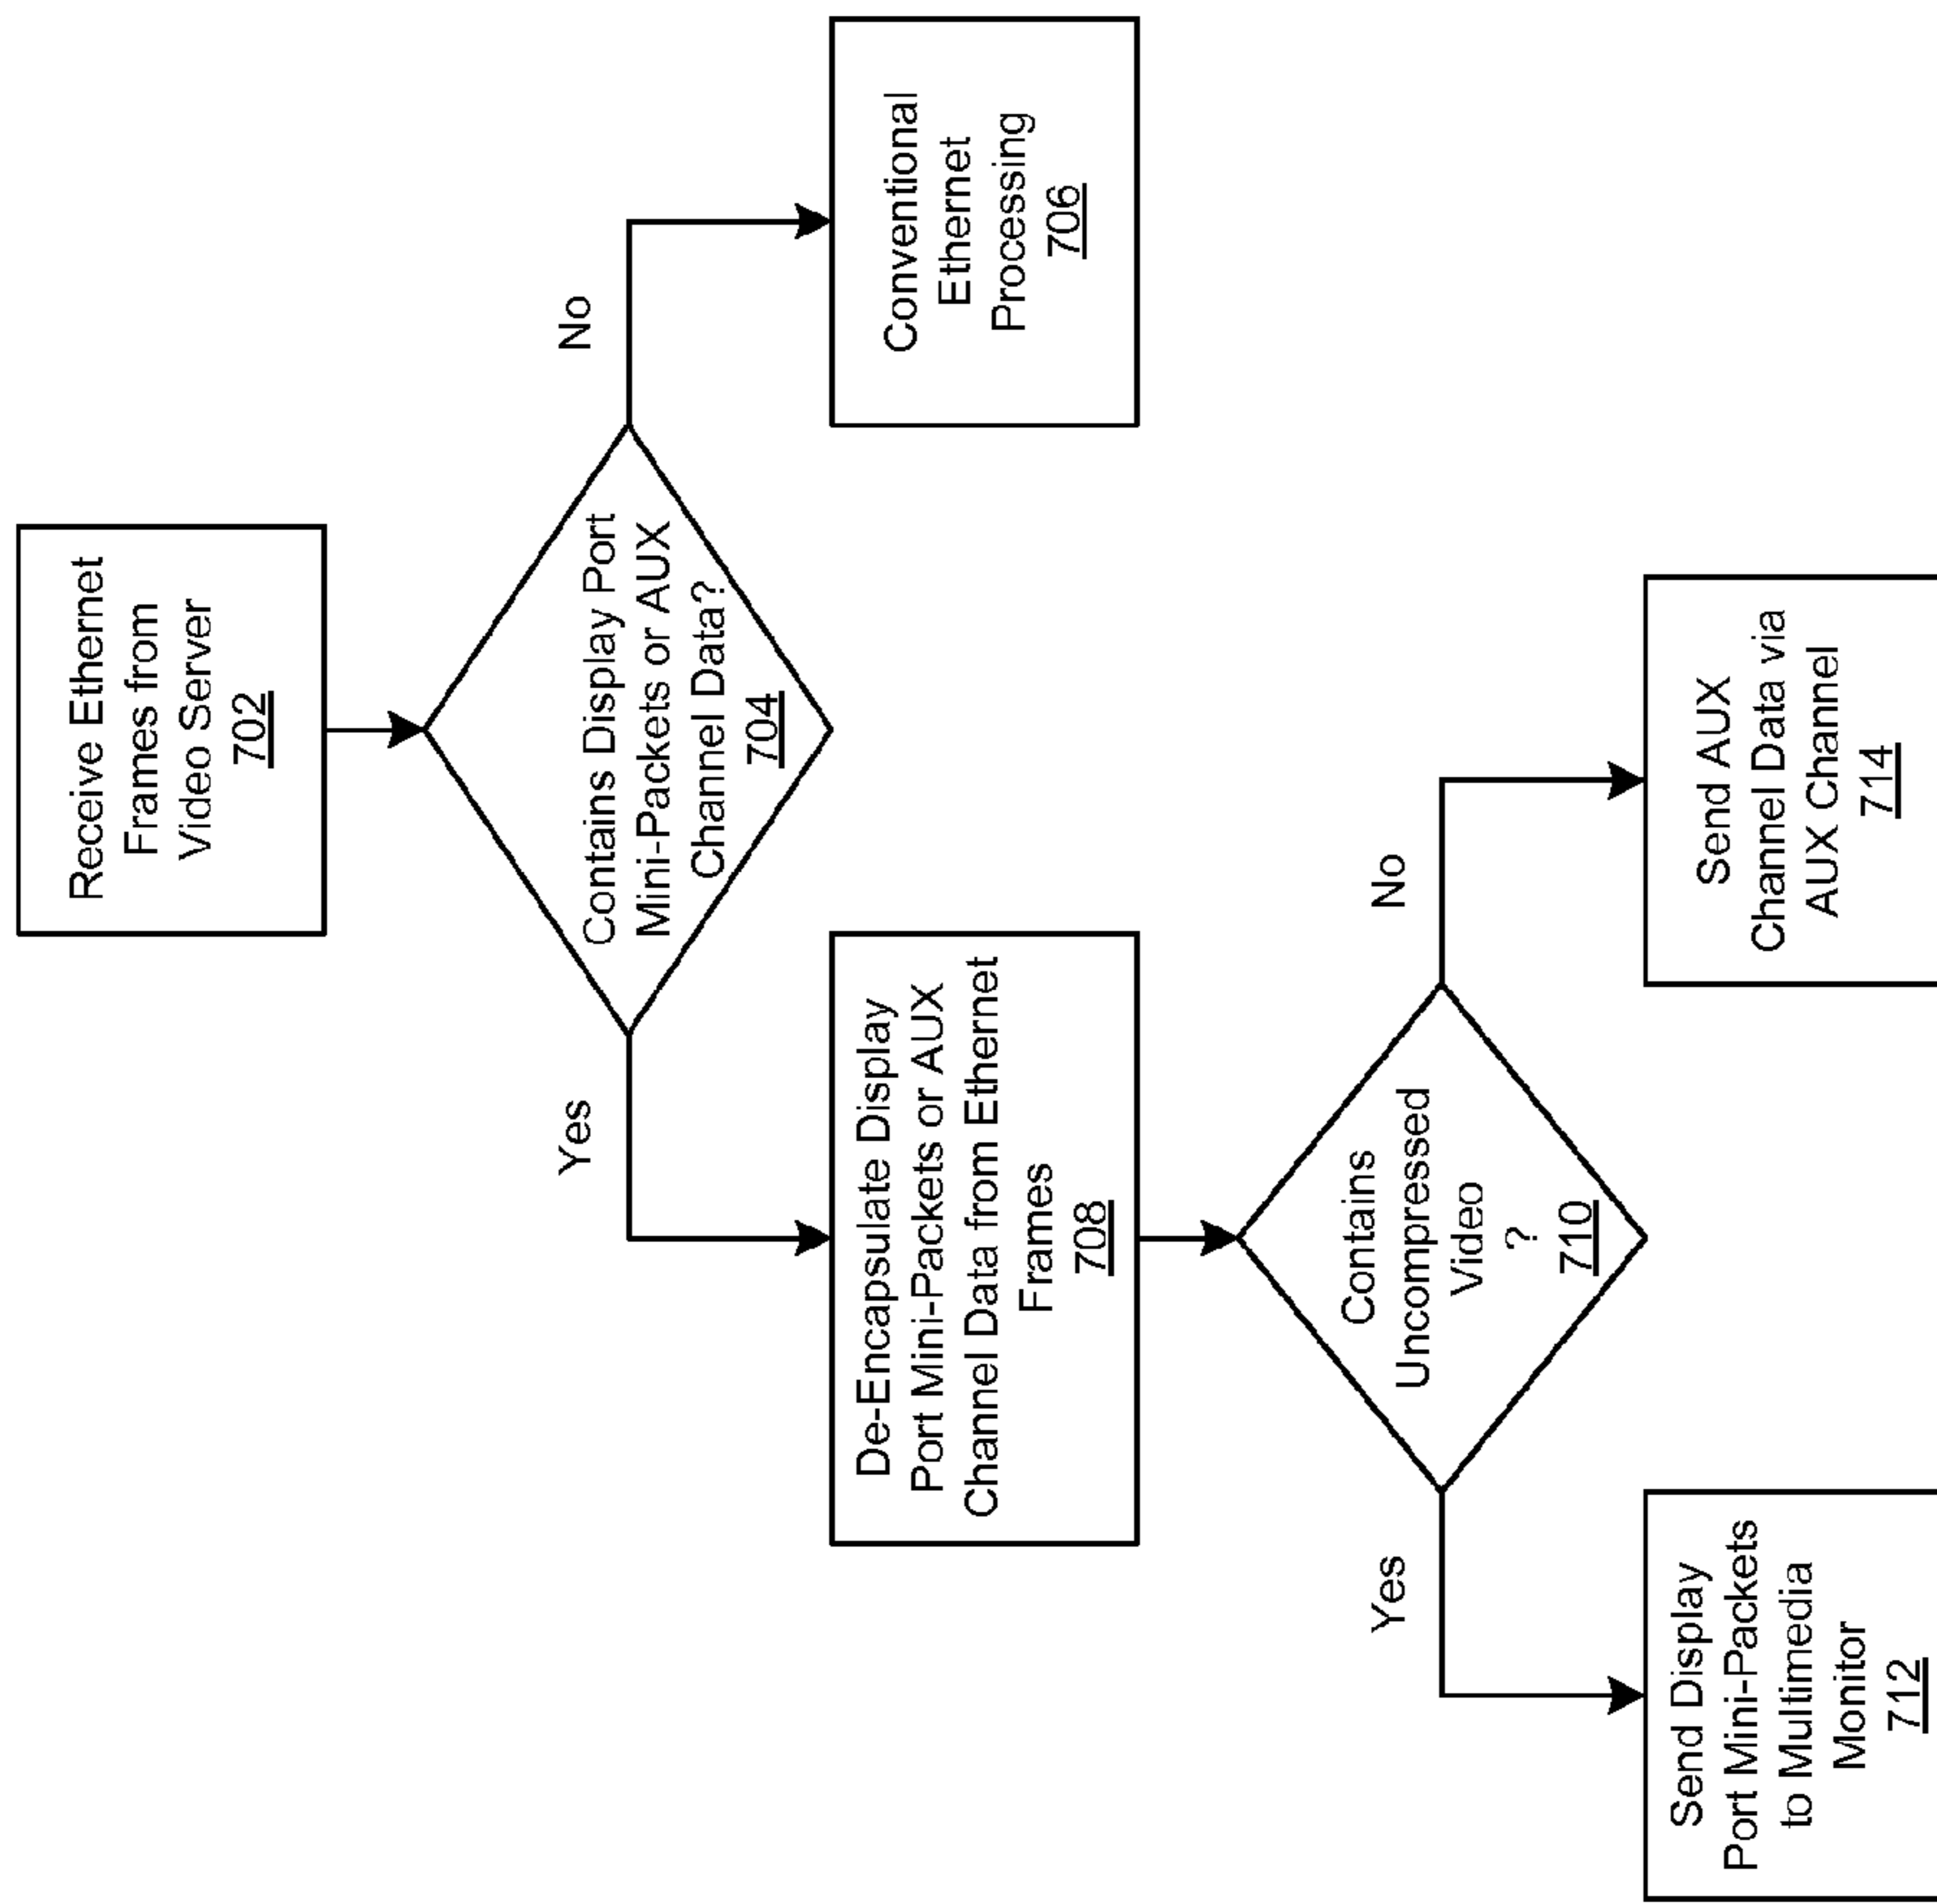 Receive Ethernet
Frames from
Video Server
702
Contains Display Port
Mini-Packets or AUX
Channel Data?
704
Yes
No
Conventional
Ethernet
Processing
706
De-Encapsulate Display
Port Mini-Packets or AUX
Channel Data from Ethernet
Frames
708
Contains
Uncompressed
Video
?
710
Yes
No
Send Display
Port Mini-Packets
to Multimedia
Monitor
712
Send AUX
Channel Data via
AUX Channel
714